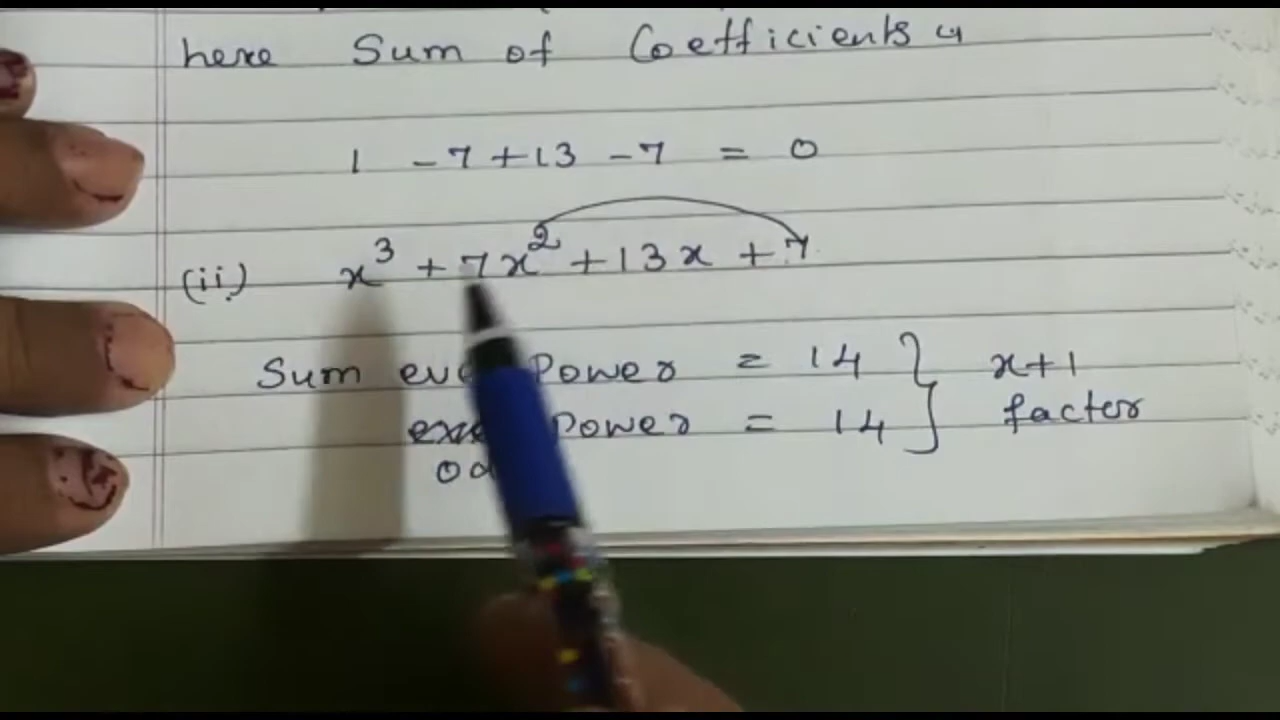 here Sum of Coefficients
1 - 7 + 13 - 7 = 0
(ii) x³ + 7x² + 13x + 7
Sum Power = 14 } x+1
Power = 14 } factor